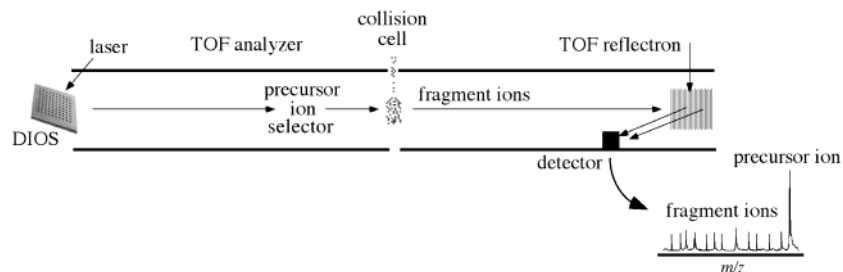 collision
cell
laser
TOF analyzer
TOF reflectron
precursor
ion
selector
fragment ions
DIOS
detector
precursor ion
fragment ions
m/z